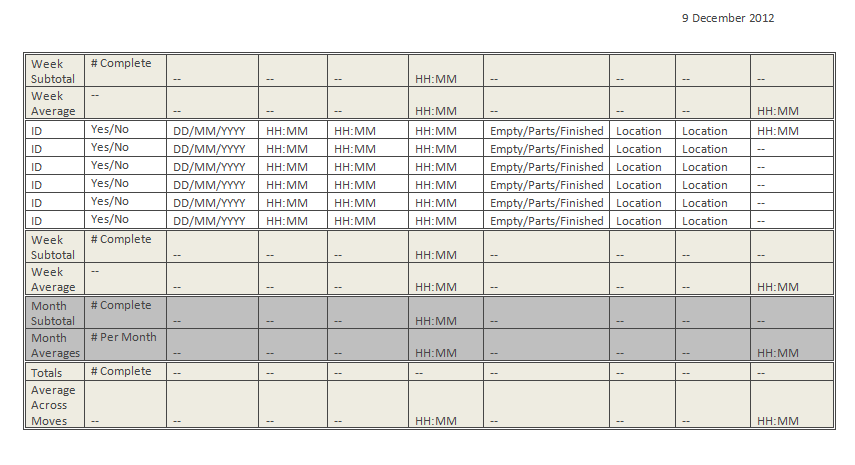 9 December 2012
Week Subtotal # Complete -- -- -- HH:MM -- -- -- --
Week Average -- HH:MM HH:MM
ID Yes/No DD/MM/YYYY HH:MM HH:MM HH:MM Empty/Parts/Finished Location Location HH:MM
ID Yes/No DD/MM/YYYY HH:MM HH:MM HH:MM Empty/Parts/Finished Location Location --
ID Yes/No DD/MM/YYYY HH:MM HH:MM HH:MM Empty/Parts/Finished Location Location --
ID Yes/No DD/MM/YYYY HH:MM HH:MM HH:MM Empty/Parts/Finished Location Location --
ID Yes/No DD/MM/YYYY HH:MM HH:MM HH:MM Empty/Parts/Finished Location Location --
ID Yes/No DD/MM/YYYY HH:MM HH:MM HH:MM Empty/Parts/Finished Location Location --
Week Subtotal # Complete -- -- -- HH:MM -- -- -- --
Week Average -- -- -- -- HH:MM -- -- -- HH:MM
Month Subtotal # Complete -- -- -- HH:MM -- -- -- --
Month Averages # Per Month -- -- -- HH:MM -- -- -- HH:MM
Totals # Complete -- -- -- -- -- -- -- --
Average Across Moves -- -- -- -- HH:MM -- -- -- HH:MM